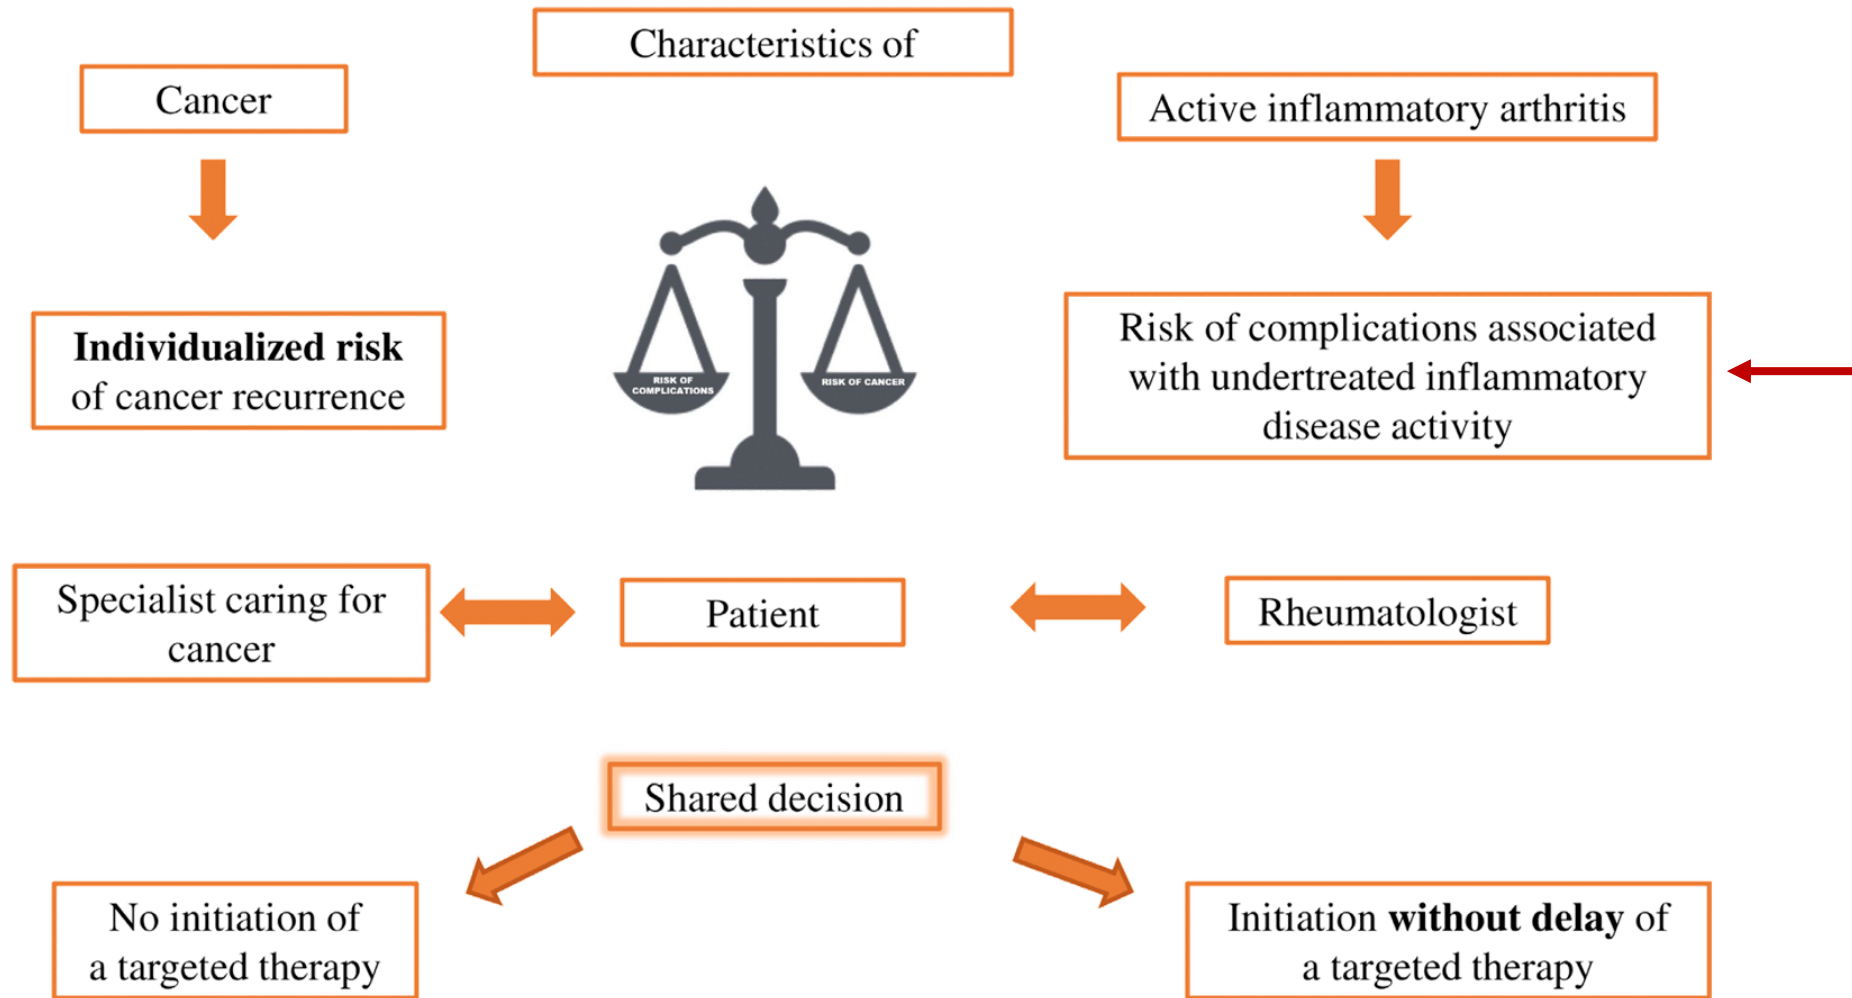 Characteristics of
Cancer
Active inflammatory arthritis
Individualized risk
of cancer recurrence
RISK OF
COMPLICATIONS
RISK OF CANCER
Risk of complications associated
with undertreated inflammatory
disease activity
Specialist caring for
cancer
Patient
Rheumatologist
Shared decision
No initiation of
a targeted therapy
Initiation without delay of
a targeted therapy